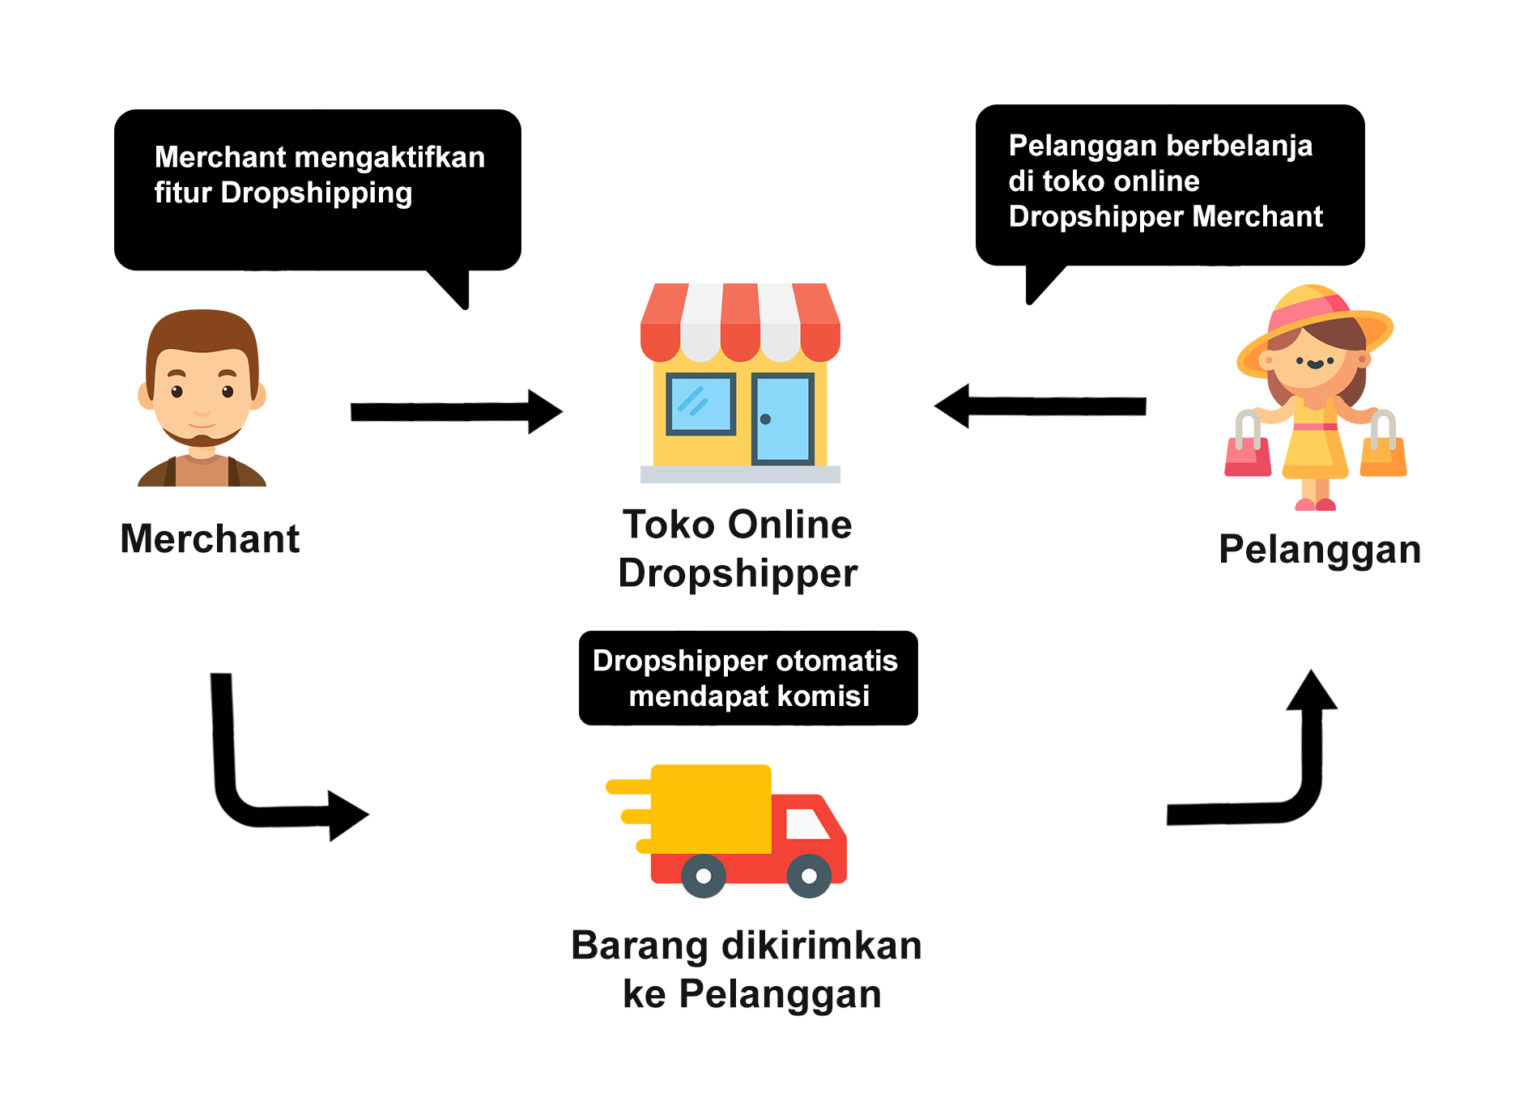 Merchant mengaktifkan
fitur Dropshipping
Pelanggan berbelanja
di toko online
Dropshipper Merchant
Merchant
Toko Online
Dropshipper
Pelanggan
Dropshipper otomatis
mendapat komisi
Barang dikirimkan
ke Pelanggan